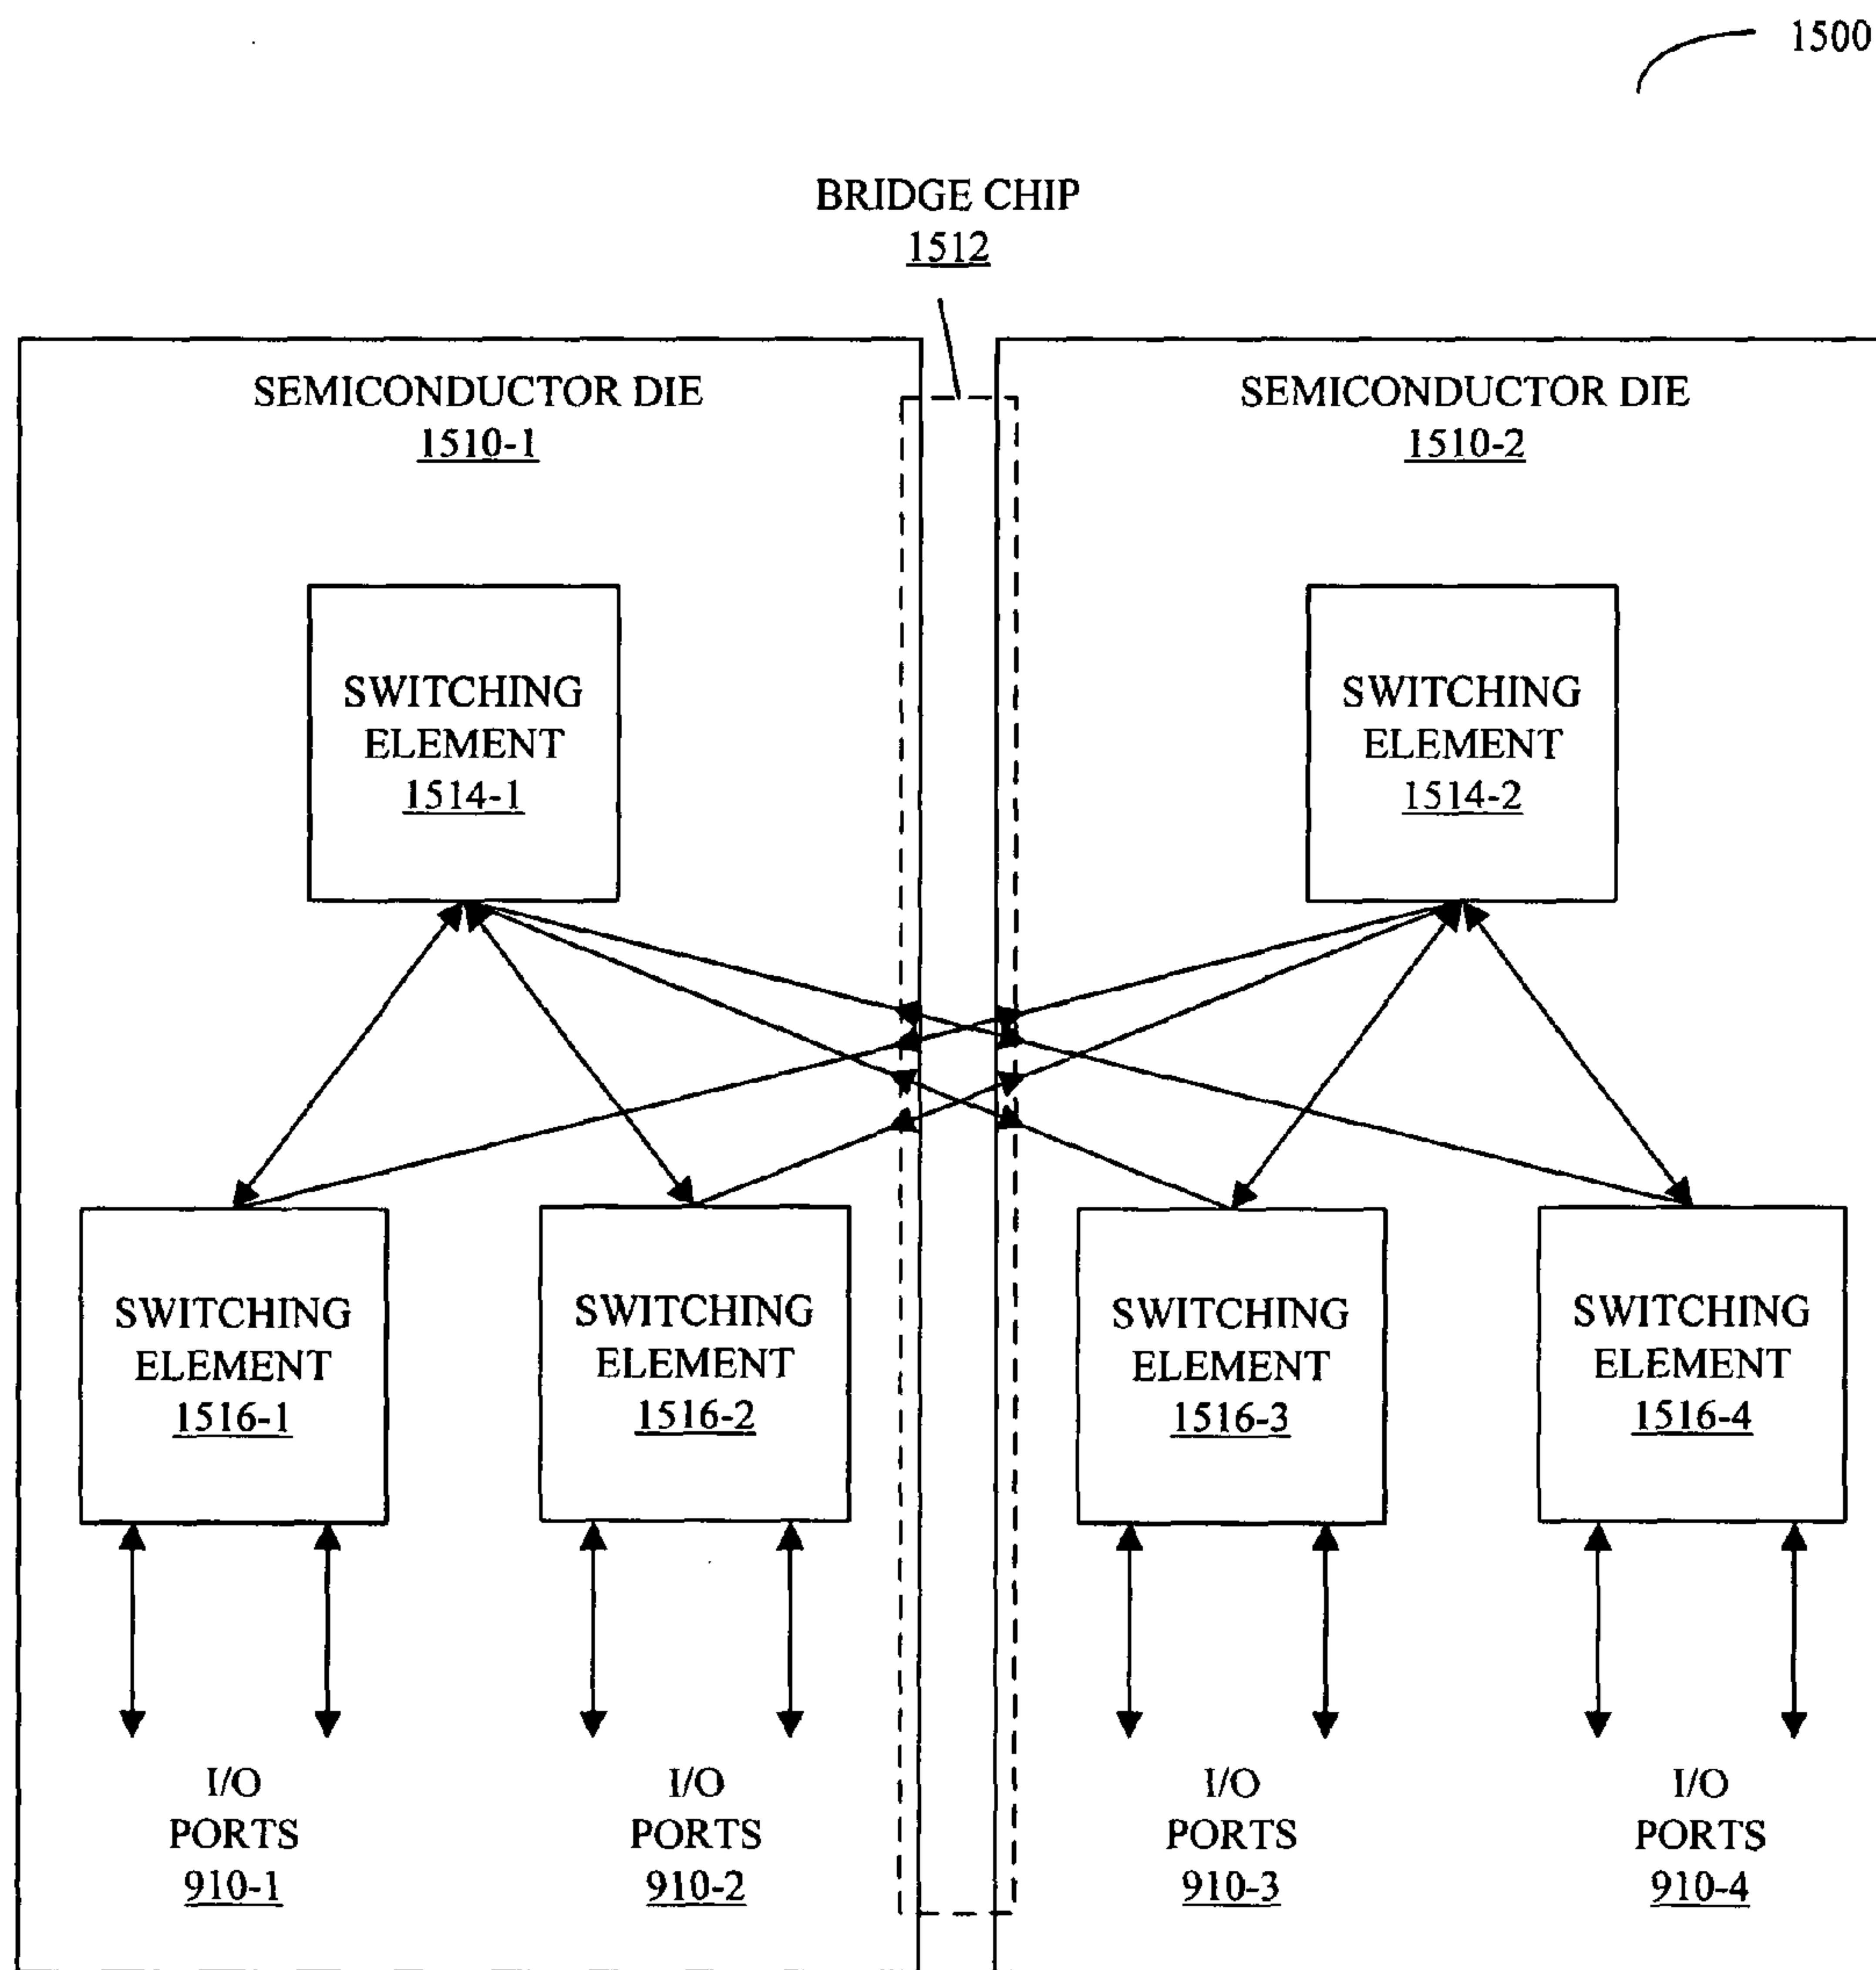 1500
BRIDGE CHIP
1512
SEMICONDUCTOR DIE
1510-1
SEMICONDUCTOR DIE
1510-2
SWITCHING
ELEMENT
1514-1
SWITCHING
ELEMENT
1514-2
SWITCHING
ELEMENT
1516-1
SWITCHING
ELEMENT
1516-2
SWITCHING
ELEMENT
1516-3
SWITCHING
ELEMENT
1516-4
I/O
PORTS
910-1
I/O
PORTS
910-2
I/O
PORTS
910-3
I/O
PORTS
910-4